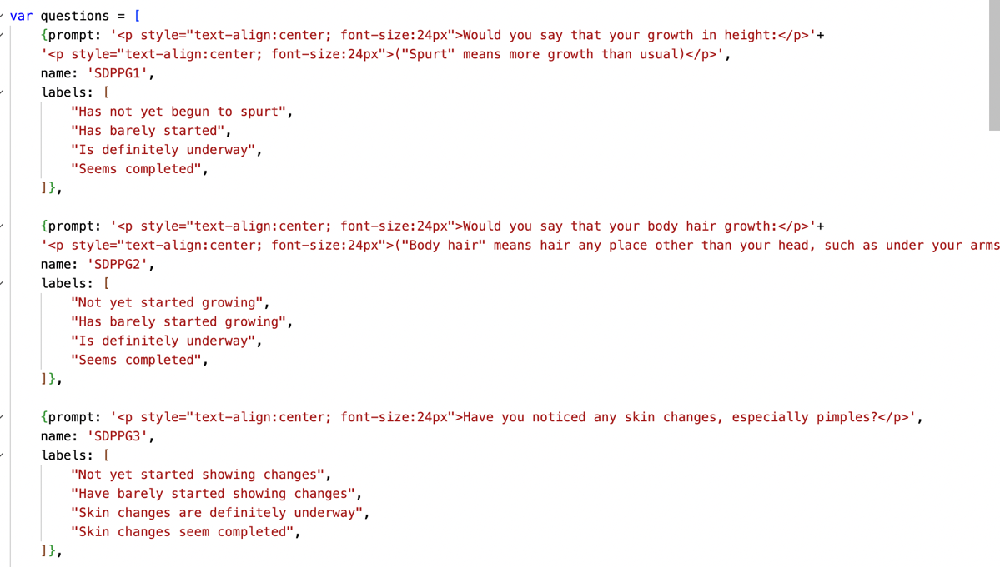 var questions = [
{prompt: '<p style="text-align:center; font-size:24px">Would you say that your growth in height:</p>'+
'<p style="text-align:center; font-size:24px">("Spurt" means more growth than usual)</p>',
name: 'SDPPG1',
labels: [
"Has not yet begun to spurt",
"Has barely started",
"Is definitely underway",
"Seems completed",
]},
{prompt: '<p style="text-align:center; font-size:24px">Would you say that your body hair growth:</p>'+
'<p style="text-align:center; font-size:24px">("Body hair" means hair any place other than your head, such as under your arms
name: 'SDPPG2',
labels: [
"Not yet started growing",
"Has barely started growing",
"Is definitely underway",
"Seems completed",
]},
{prompt: '<p style="text-align:center; font-size:24px">Have you noticed any skin changes, especially pimples?</p>',
name: 'SDPPG3',
labels: [
"Not yet started showing changes",
"Have barely started showing changes",
"Skin changes are definitely underway",
"Skin changes seem completed",
]},